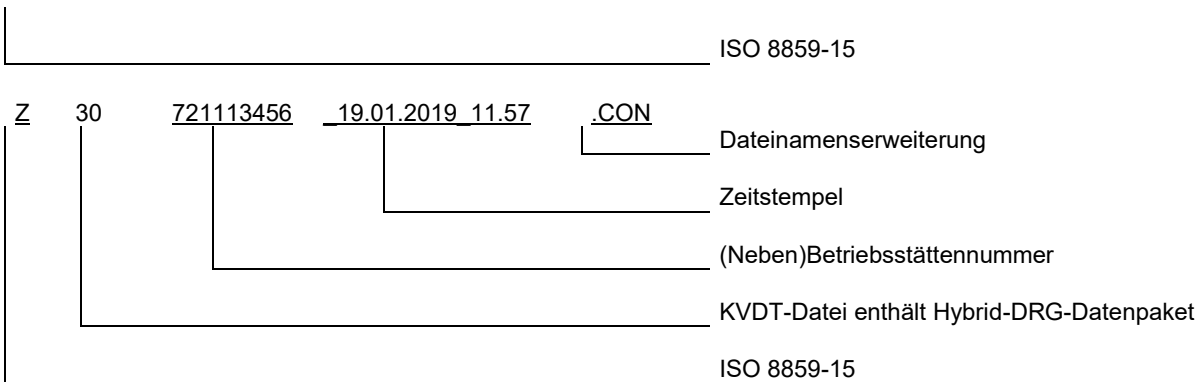 ISO 8859-15
Z 30 721113456 _19.01.2019_11.57 .CON
Dateinamenserweiterung
Zeitstempel
(Neben)Betriebsstättennummer
KVDT-Datei enthält Hybrid-DRG-Datenpaket
ISO 8859-15